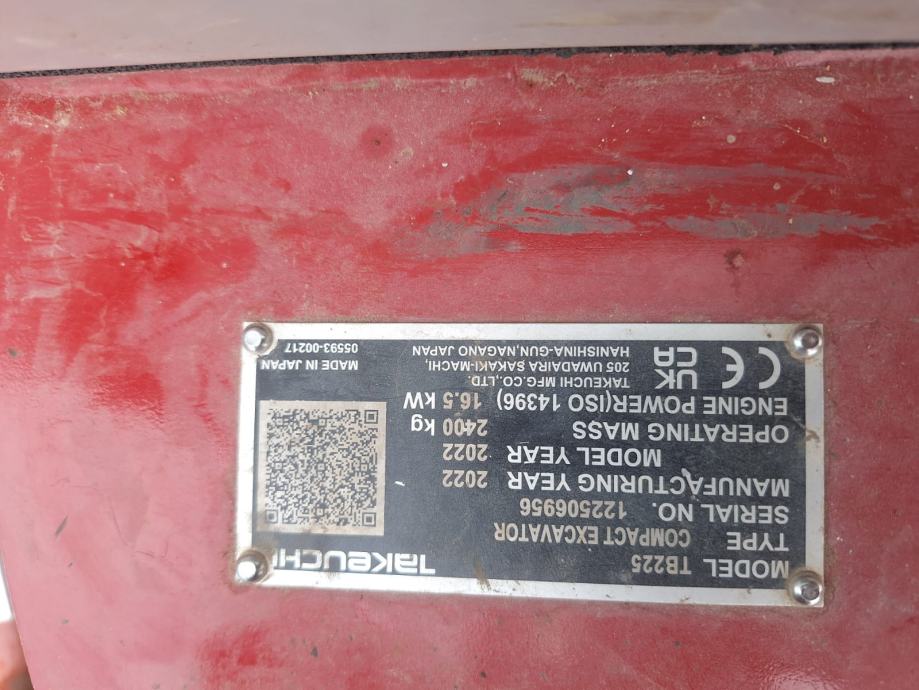 MODEL TB225 TAKEUCHI
TYPE COMPACT EXCAVATOR
SERIAL NO. 122506956
MANUFACTURING YEAR 2022
MODEL YEAR 2022
OPERATING MASS 2400 kg
ENGINE POWER(ISO 14396) 16.5 kW
CE UK CA
TAKEUCHI MFG.CO.,LTD.
205 UWADAIRA SAKAKI-MACHI,
HANISHINA-GUN,NAGANO JAPAN
MADE IN JAPAN
05593-00217